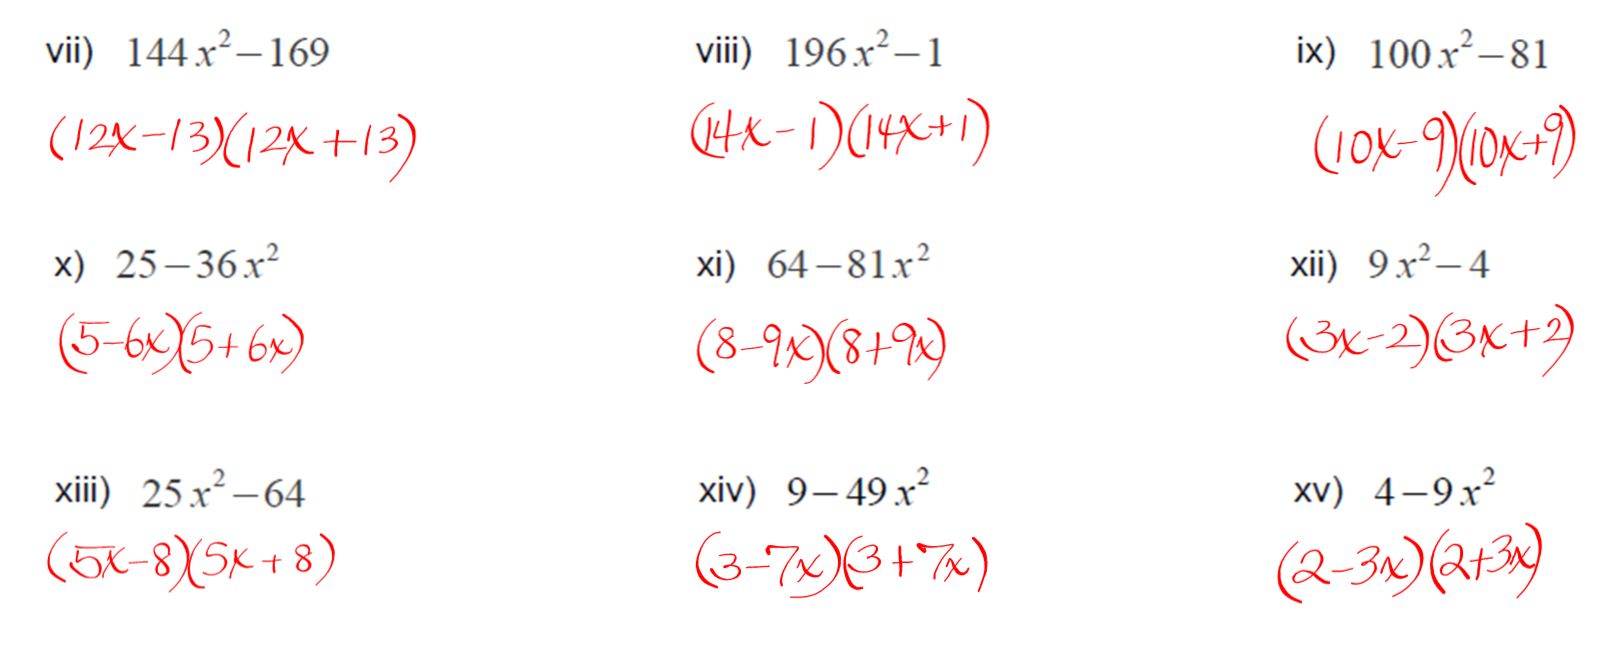 vii) 144x²–169 viii) 196x²–1 ix) 100x²–81
(12x–13)(12x+13) (14x–1)(14x+1) (10x–9)(10x+9)
x) 25–36x² xi) 64–81x² xii) 9x²–4
(5–6x)(5+6x) (8–9x)(8+9x) (3x–2)(3x+2)
xiii) 25x²–64 xiv) 9–49x² xv) 4–9x²
(5x–8)(5x+8) (3–7x)(3+7x) (2–3x)(2+3x)